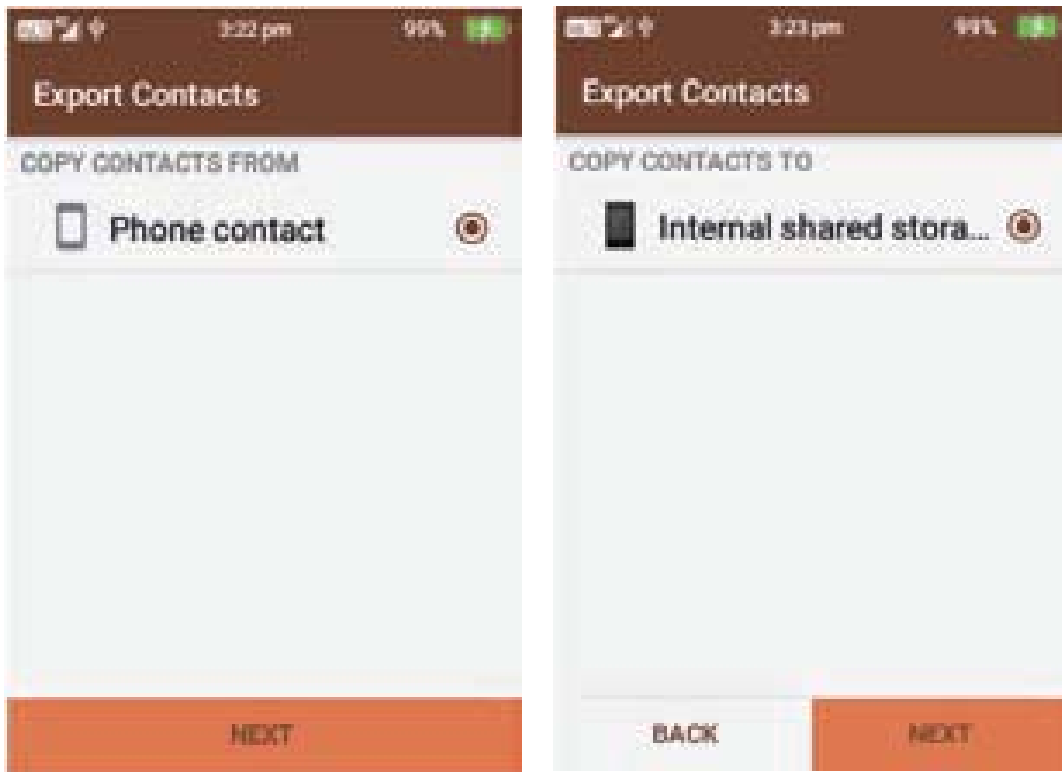 3:22 pm 99%
Export Contacts
COPY CONTACTS FROM
Phone contact
NEXT
3:23 pm 99%
Export Contacts
COPY CONTACTS TO
Internal shared stora...
BACK NEXT